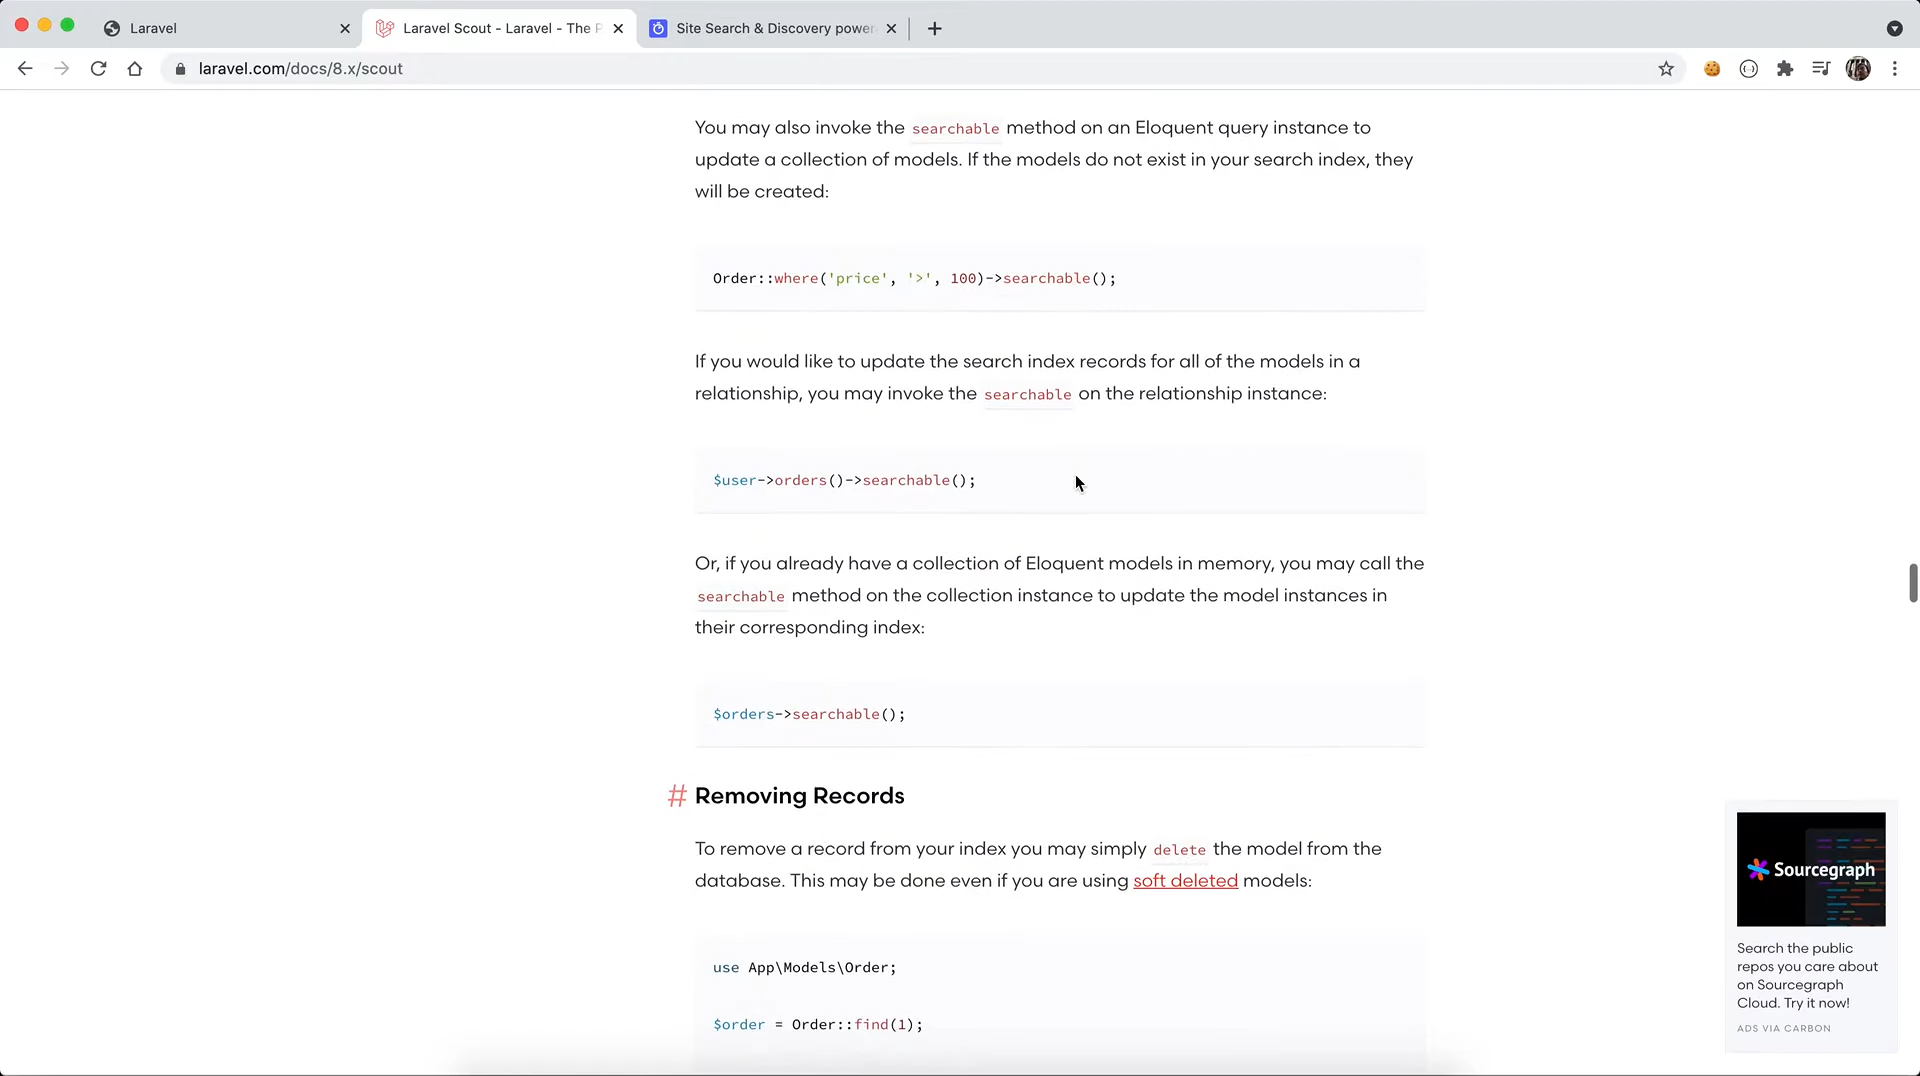 Laravel
Laravel Scout - Laravel - The P
Site Search & Discovery power
laravel.com/docs/8.x/scout
You may also invoke the searchable method on an Eloquent query instance to
update a collection of models. If the models do not exist in your search index, they
will be created:
Order::where('price', '>', 100)->searchable();
If you would like to update the search index records for all of the models in a
relationship, you may invoke the searchable on the relationship instance:
$user->orders()->searchable();
Or, if you already have a collection of Eloquent models in memory, you may call the
searchable method on the collection instance to update the model instances in
their corresponding index:
$orders->searchable();
# Removing Records
To remove a record from your index you may simply delete the model from the
database. This may be done even if you are using soft deleted models:
use App\Models\Order;
$order = Order::find(1);
Sourcegraph
Search the public
repos you care about
on Sourcegraph
Cloud. Try it now!
ADS VIA CARBON